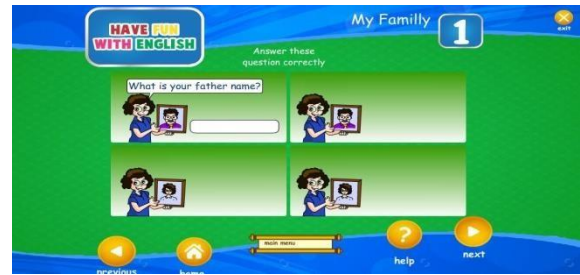 HAVE FUN
WITH ENGLISH
My Familly
1
exit
Answer these
question correctly
What is your father name?
main menu
previous
home
help
next